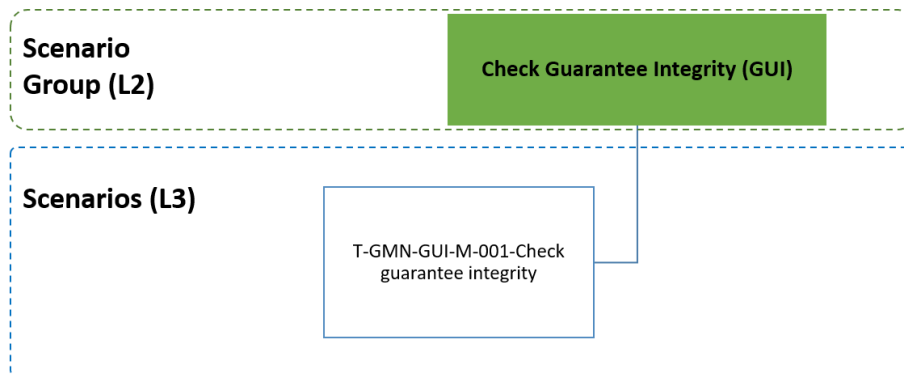 Scenario
Group (L2)
Check Guarantee Integrity (GUI)
Scenarios (L3)
T-GMN-GUI-M-001-Check
guarantee integrity